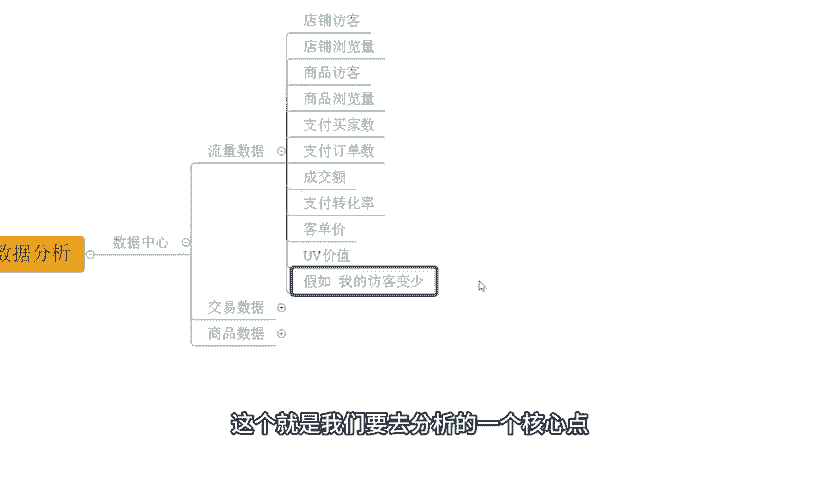 店铺访客
店铺浏览量
商品访客
商品浏览量
支付买家数
流量数据
支付订单数
成交额
支付转化率
客单价
数据分析
数据中心
UV价值
假如 我的访客变少
交易数据
商品数据
这个就是我们要去分析的一个核心点